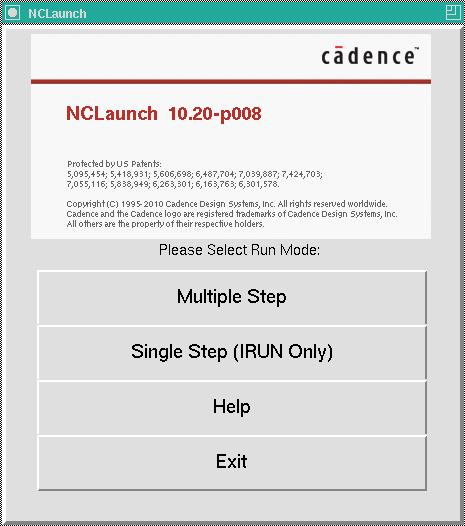 NCLaunch
cādence™
NCLaunch 10.20-p008
Protected by US Patents:
5,095,454; 5,418,931; 5,606,698; 6,487,704; 7,039,887; 7,424,703;
7,055,116; 5,838,949; 6,263,301; 6,163,763; 6,301,578.
Copyright (C) 1995-2010 Cadence Design Systems, Inc. All rights reserved worldwide.
Cadence and the Cadence logo are registered trademarks of Cadence Design Systems, Inc.
All others are the property of their respective holders.
Please Select Run Mode:
Multiple Step
Single Step (IRUN Only)
Help
Exit